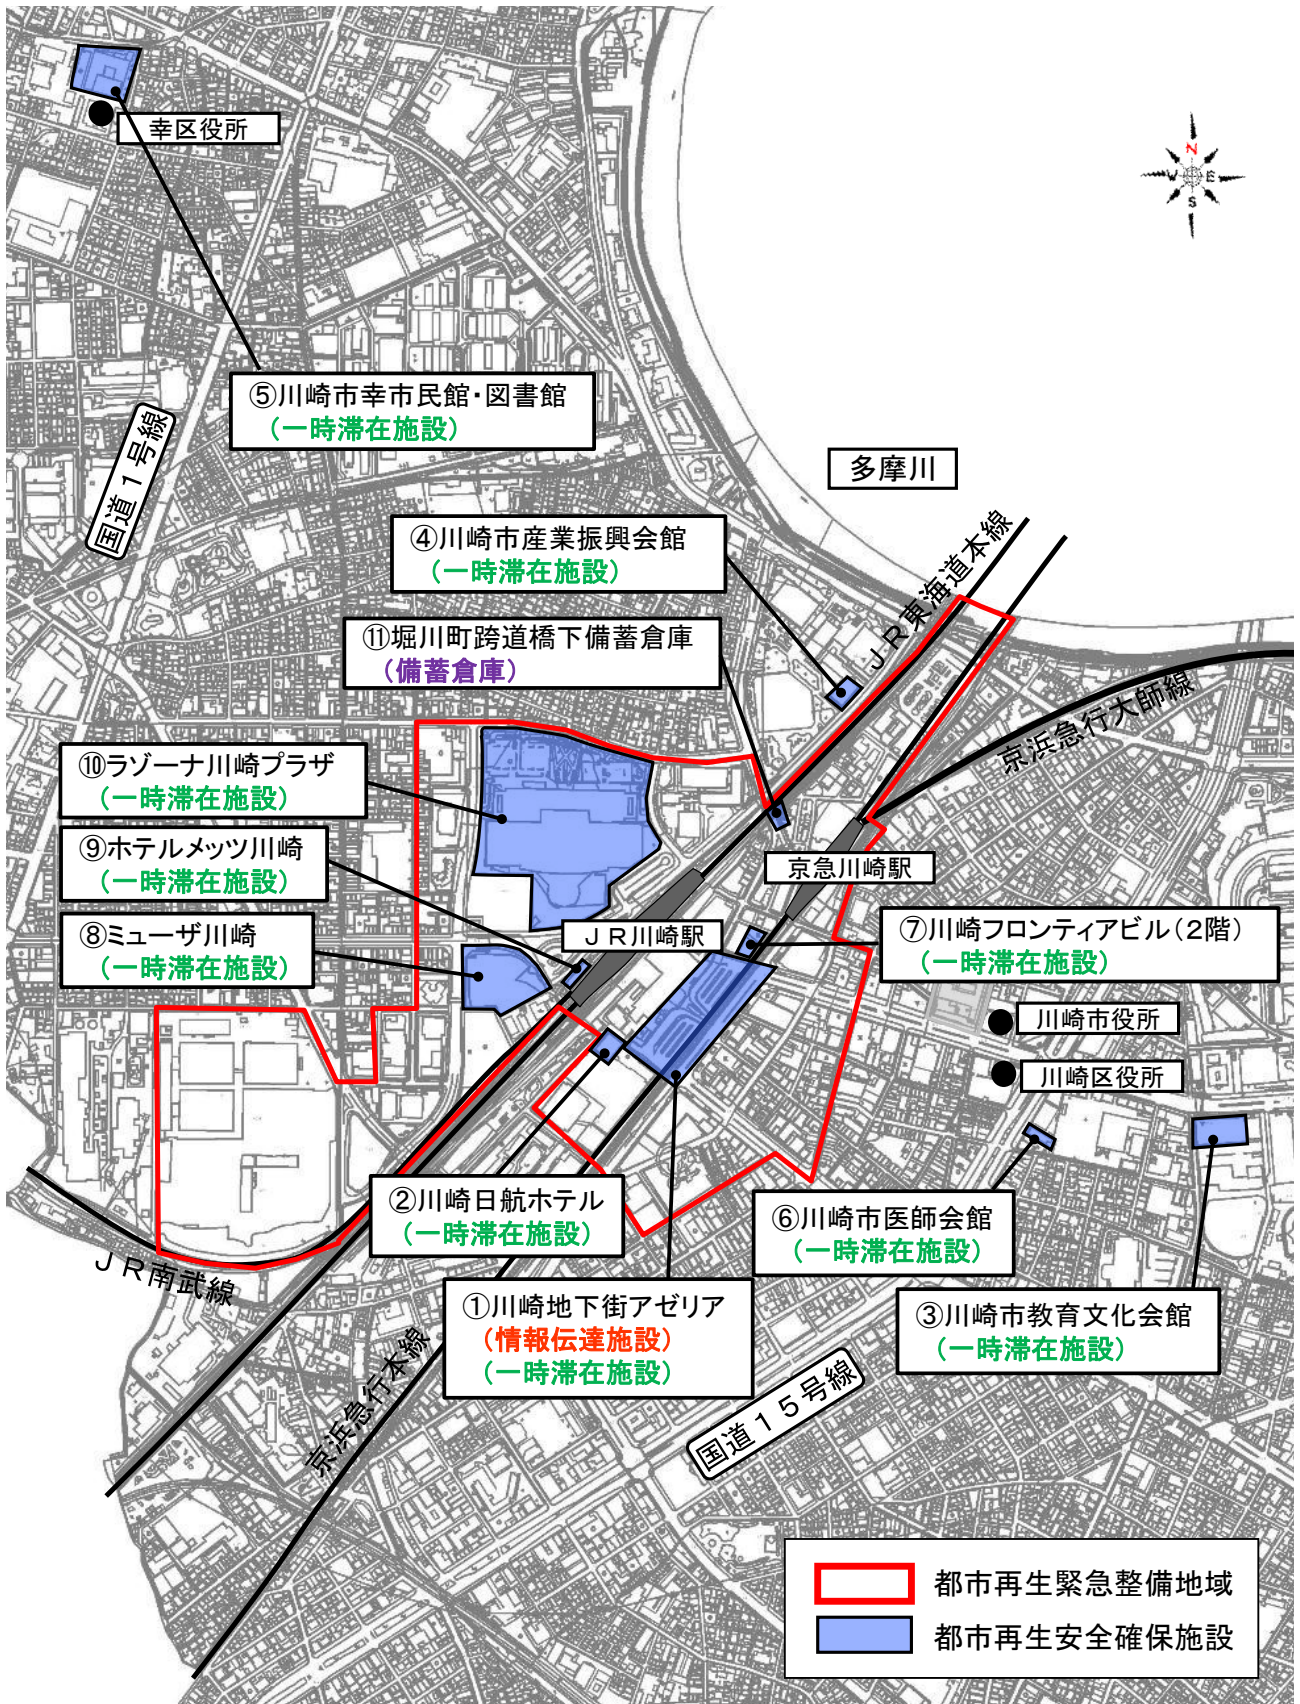 幸区役所
N
W
E
S
⑤川崎市幸市民館・図書館
(一時滞在施設)
国道1号線
多摩川
④川崎市産業振興会館
(一時滞在施設)
JR東海道本線
⑪堀川町跨道橋下備蓄倉庫
(備蓄倉庫)
京浜急行大師線
⑩ラゾーナ川崎プラザ
(一時滞在施設)
⑨ホテルメッツ川崎
(一時滞在施設)
京急川崎駅
⑧ミューザ川崎
(一時滞在施設)
JR川崎駅
⑦川崎フロンティアビル(2階)
(一時滞在施設)
川崎市役所
川崎区役所
②川崎日航ホテル
(一時滞在施設)
⑥川崎市医師会館
(一時滞在施設)
JR南武線
①川崎地下街アゼリア
(情報伝達施設)
(一時滞在施設)
③川崎市教育文化会館
(一時滞在施設)
京浜急行本線
国道15号線
都市再生緊急整備地域
都市再生安全確保施設